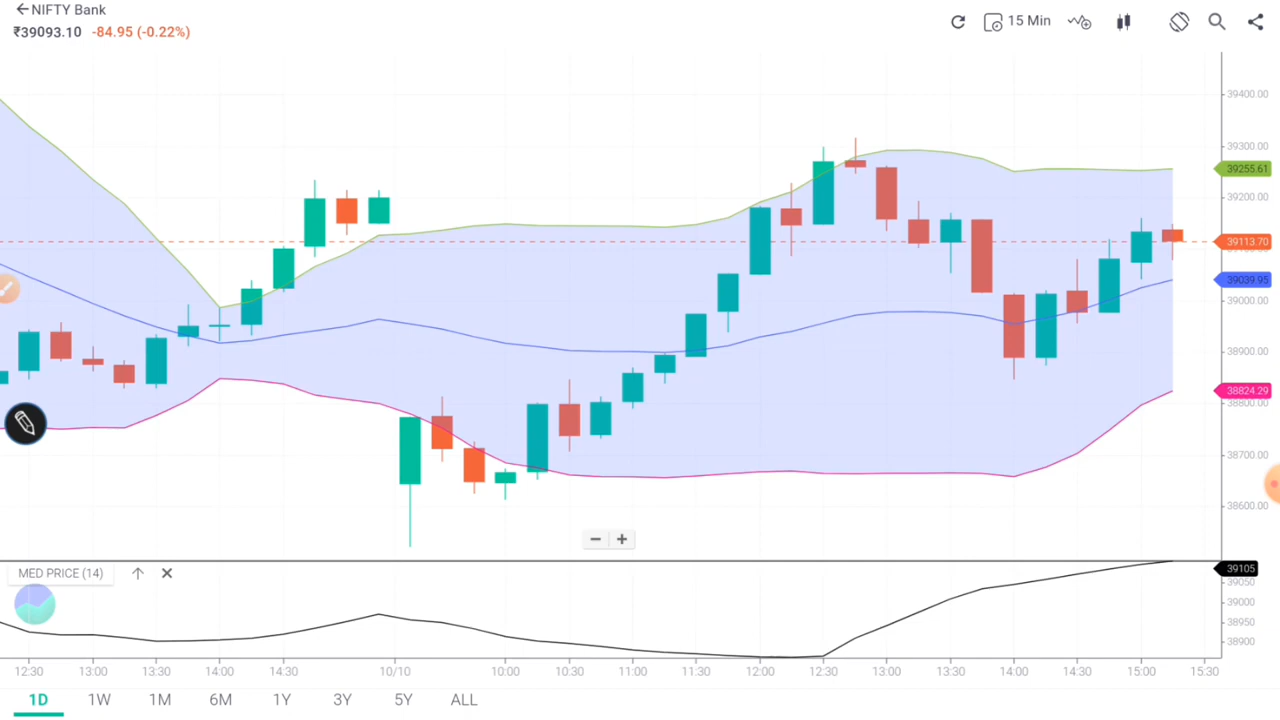 NIFTY Bank
₹39093.10 -84.95 (-0.22%)
15 Min
39400.00
39300.00
39255.61
39200.00
39113.70
39039.95
39000.00
38900.00
38824.29
38800.00
38700.00
38600.00
MED PRICE (14)
39105
39050
39000
38950
38900
12:30 13:00 13:30 14:00 14:30 10/10 10:00 10:30 11:00 11:30 12:00 12:30 13:00 13:30 14:00 14:30 15:00 15:30
1D 1W 1M 6M 1Y 3Y 5Y ALL